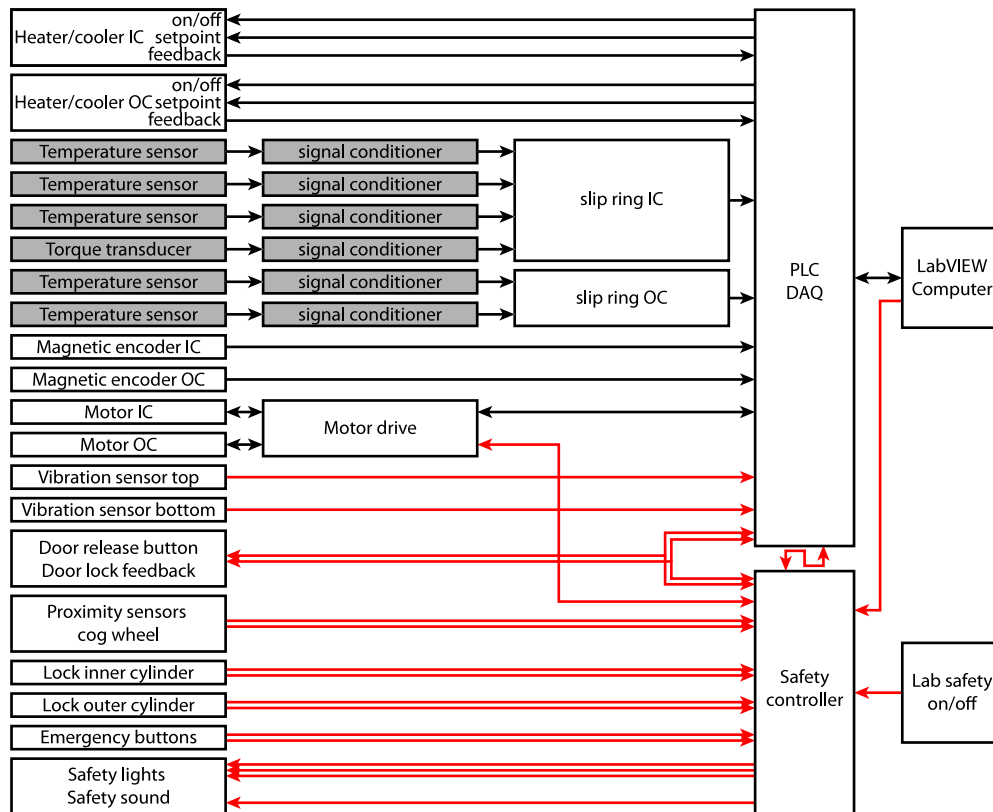 on/off
Heater/cooler IC setpoint
feedback
on/off
Heater/cooler OC setpoint
feedback
Temperature sensor
signal conditioner
Temperature sensor
signal conditioner
Temperature sensor
signal conditioner
Torque transducer
signal conditioner
slip ring IC
Temperature sensor
signal conditioner
Temperature sensor
signal conditioner
slip ring OC
PLC
DAQ
LabVIEW
Computer
Magnetic encoder IC
Magnetic encoder OC
Motor IC
Motor OC
Motor drive
Vibration sensor top
Vibration sensor bottom
Door release button
Door lock feedback
Proximity sensors
cog wheel
Lock inner cylinder
Lock outer cylinder
Emergency buttons
Safety lights
Safety sound
Safety
controller
Lab safety
on/off